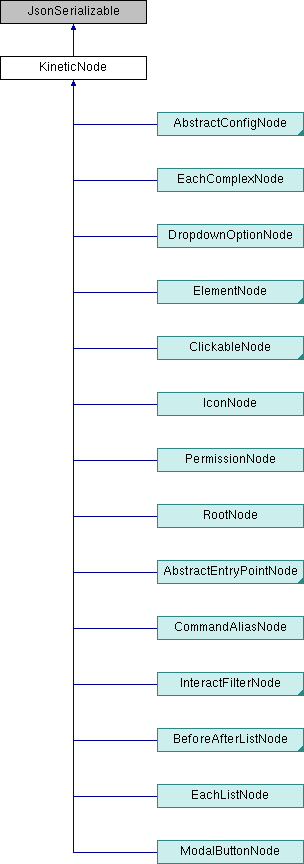 JsonSerializable
KineticNode
AbstractConfigNode
EachComplexNode
DropdownOptionNode
ElementNode
ClickableNode
IconNode
PermissionNode
RootNode
AbstractEntryPointNode
CommandAliasNode
InteractFilterNode
BeforeAfterListNode
EachListNode
ModalButtonNode